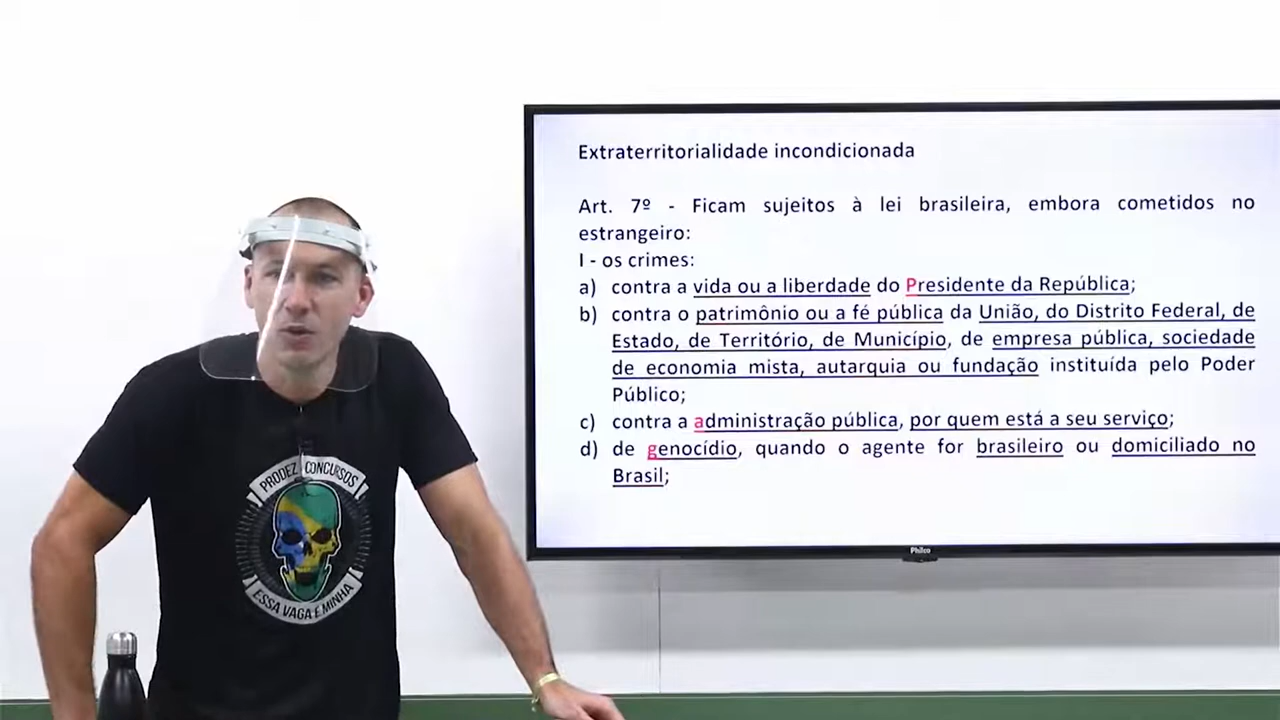 Extraterritorialidade incondicionada
Art. 7º - Ficam sujeitos à lei brasileira, embora cometidos no
estrangeiro:
I - os crimes:
a) contra a vida ou a liberdade do Presidente da República;
b) contra o patrimônio ou a fé pública da União, do Distrito Federal, de
Estado, de Território, de Município, de empresa pública, sociedade
de economia mista, autarquia ou fundação instituída pelo Poder
Público;
c) contra a administração pública, por quem está a seu serviço;
d) de genocídio, quando o agente for brasileiro ou domiciliado no
Brasil;
Philco
PRODEZ CONCURSOS
ESSA VAGA É MINHA